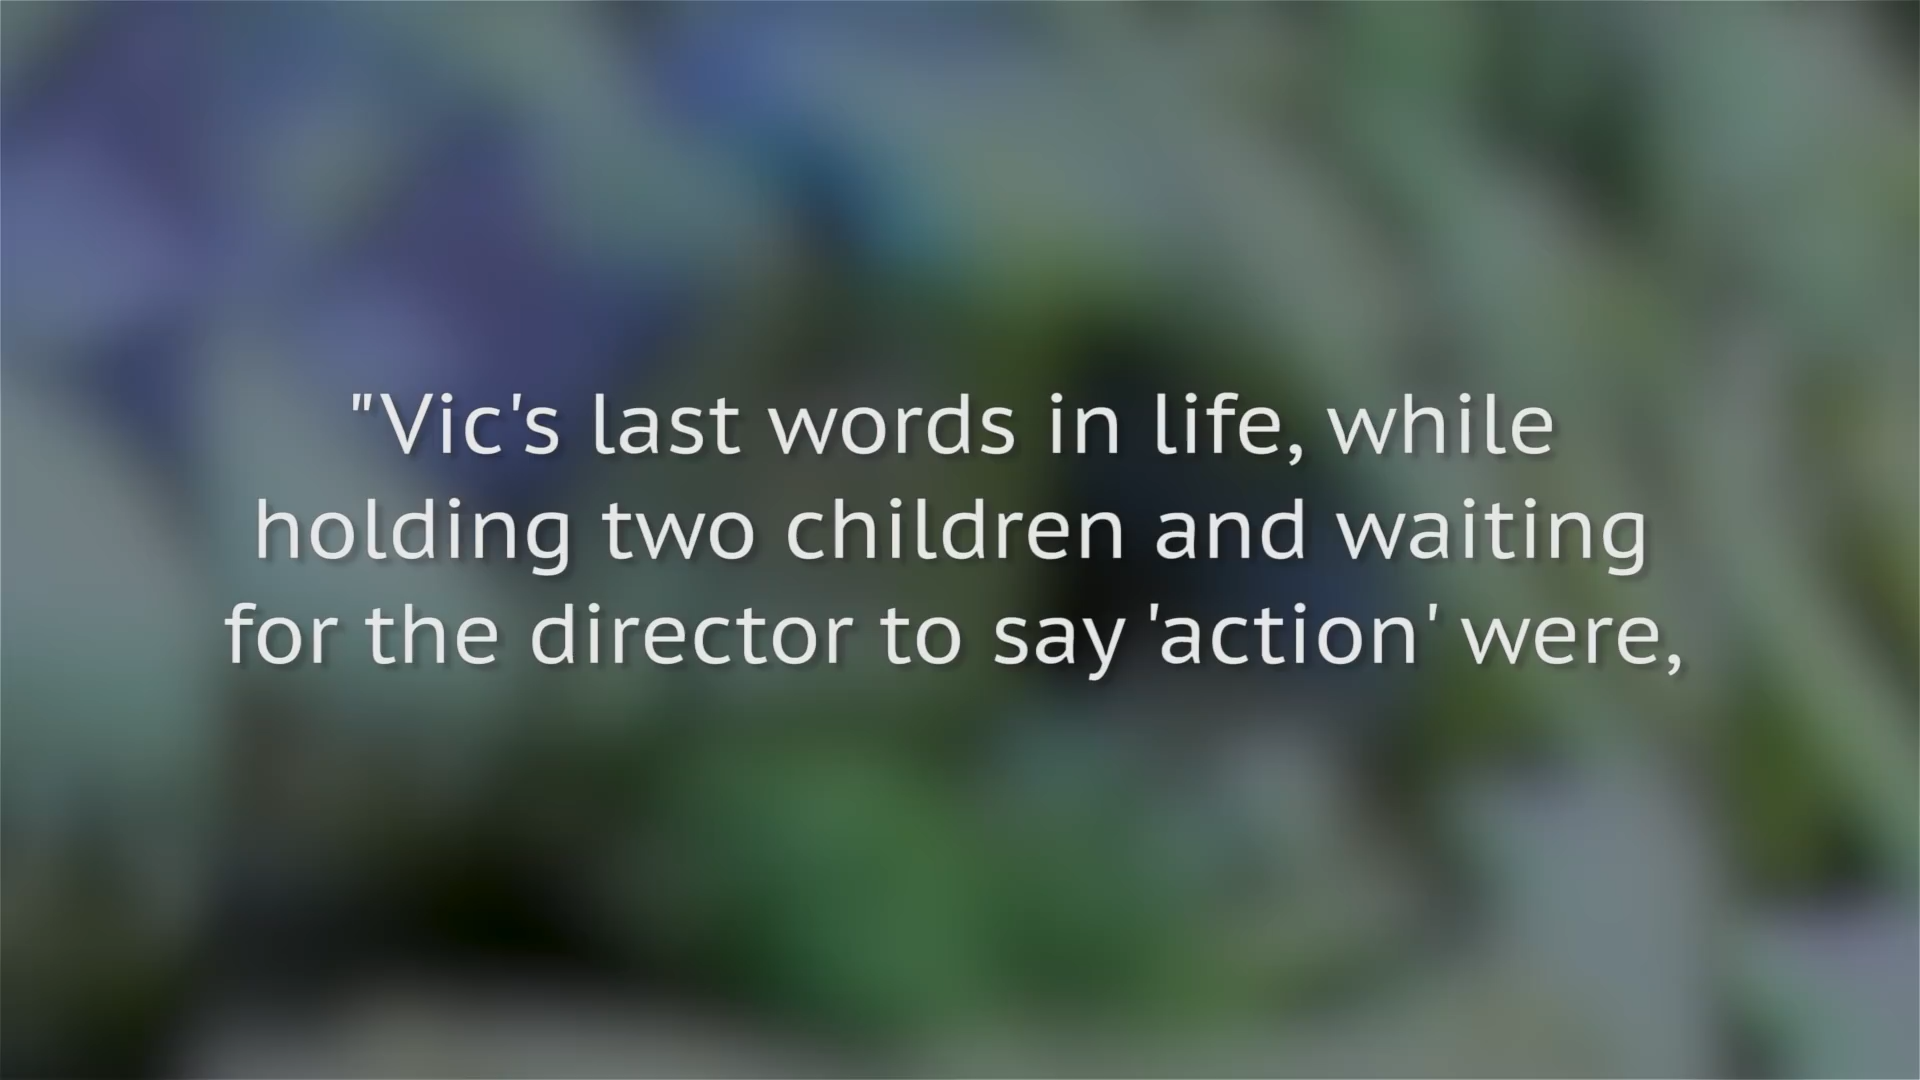 "Vic's last words in life, while
holding two children and waiting
for the director to say 'action' were,